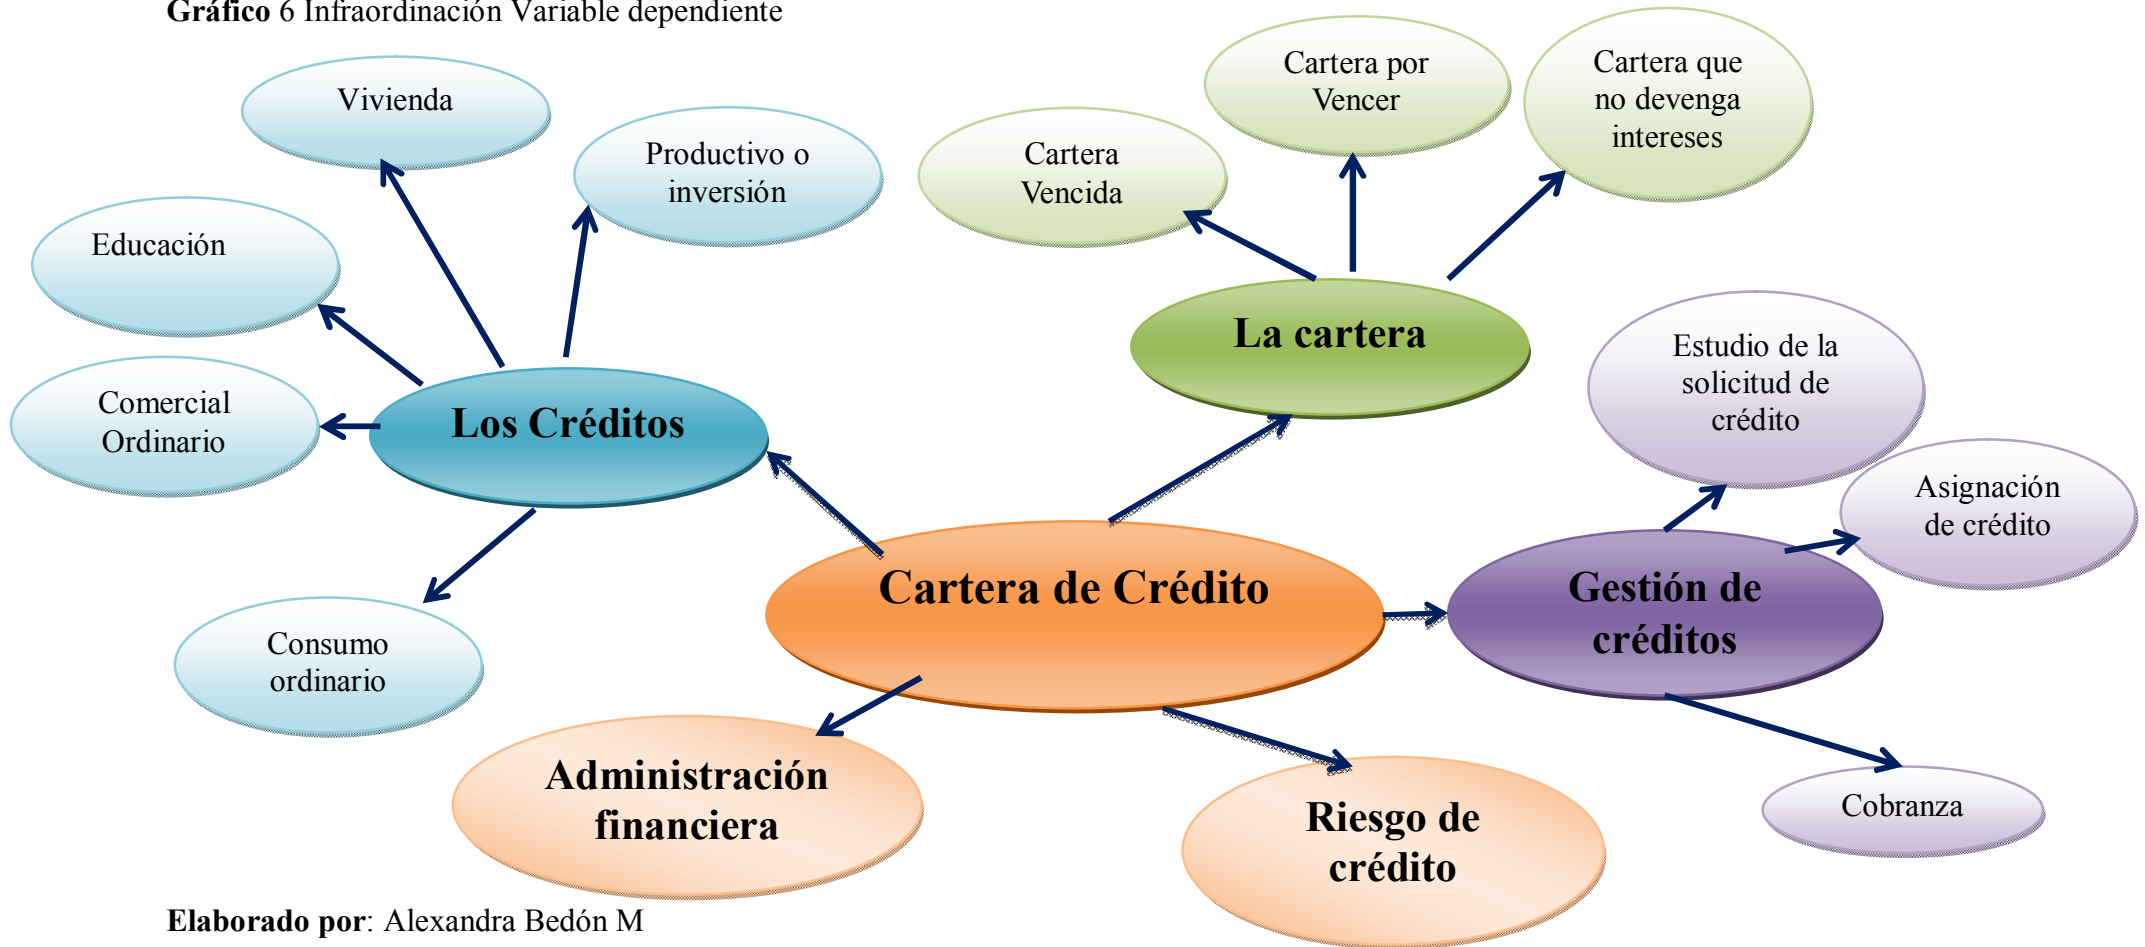 Gráfico 6 Infraordinación Variable dependiente
Vivienda
Productivo o
inversión
Educación
Comercial
Ordinario
Los Créditos
Consumo
ordinario
Cartera
Vencida
Cartera por
Vencer
Cartera que
no devenga
intereses
La cartera
Estudio de la
solicitud de
crédito
Asignación
de crédito
Cartera de Crédito
Gestión de
créditos
Cobranza
Administración
financiera
Riesgo de
crédito
Elaborado por: Alexandra Bedón M